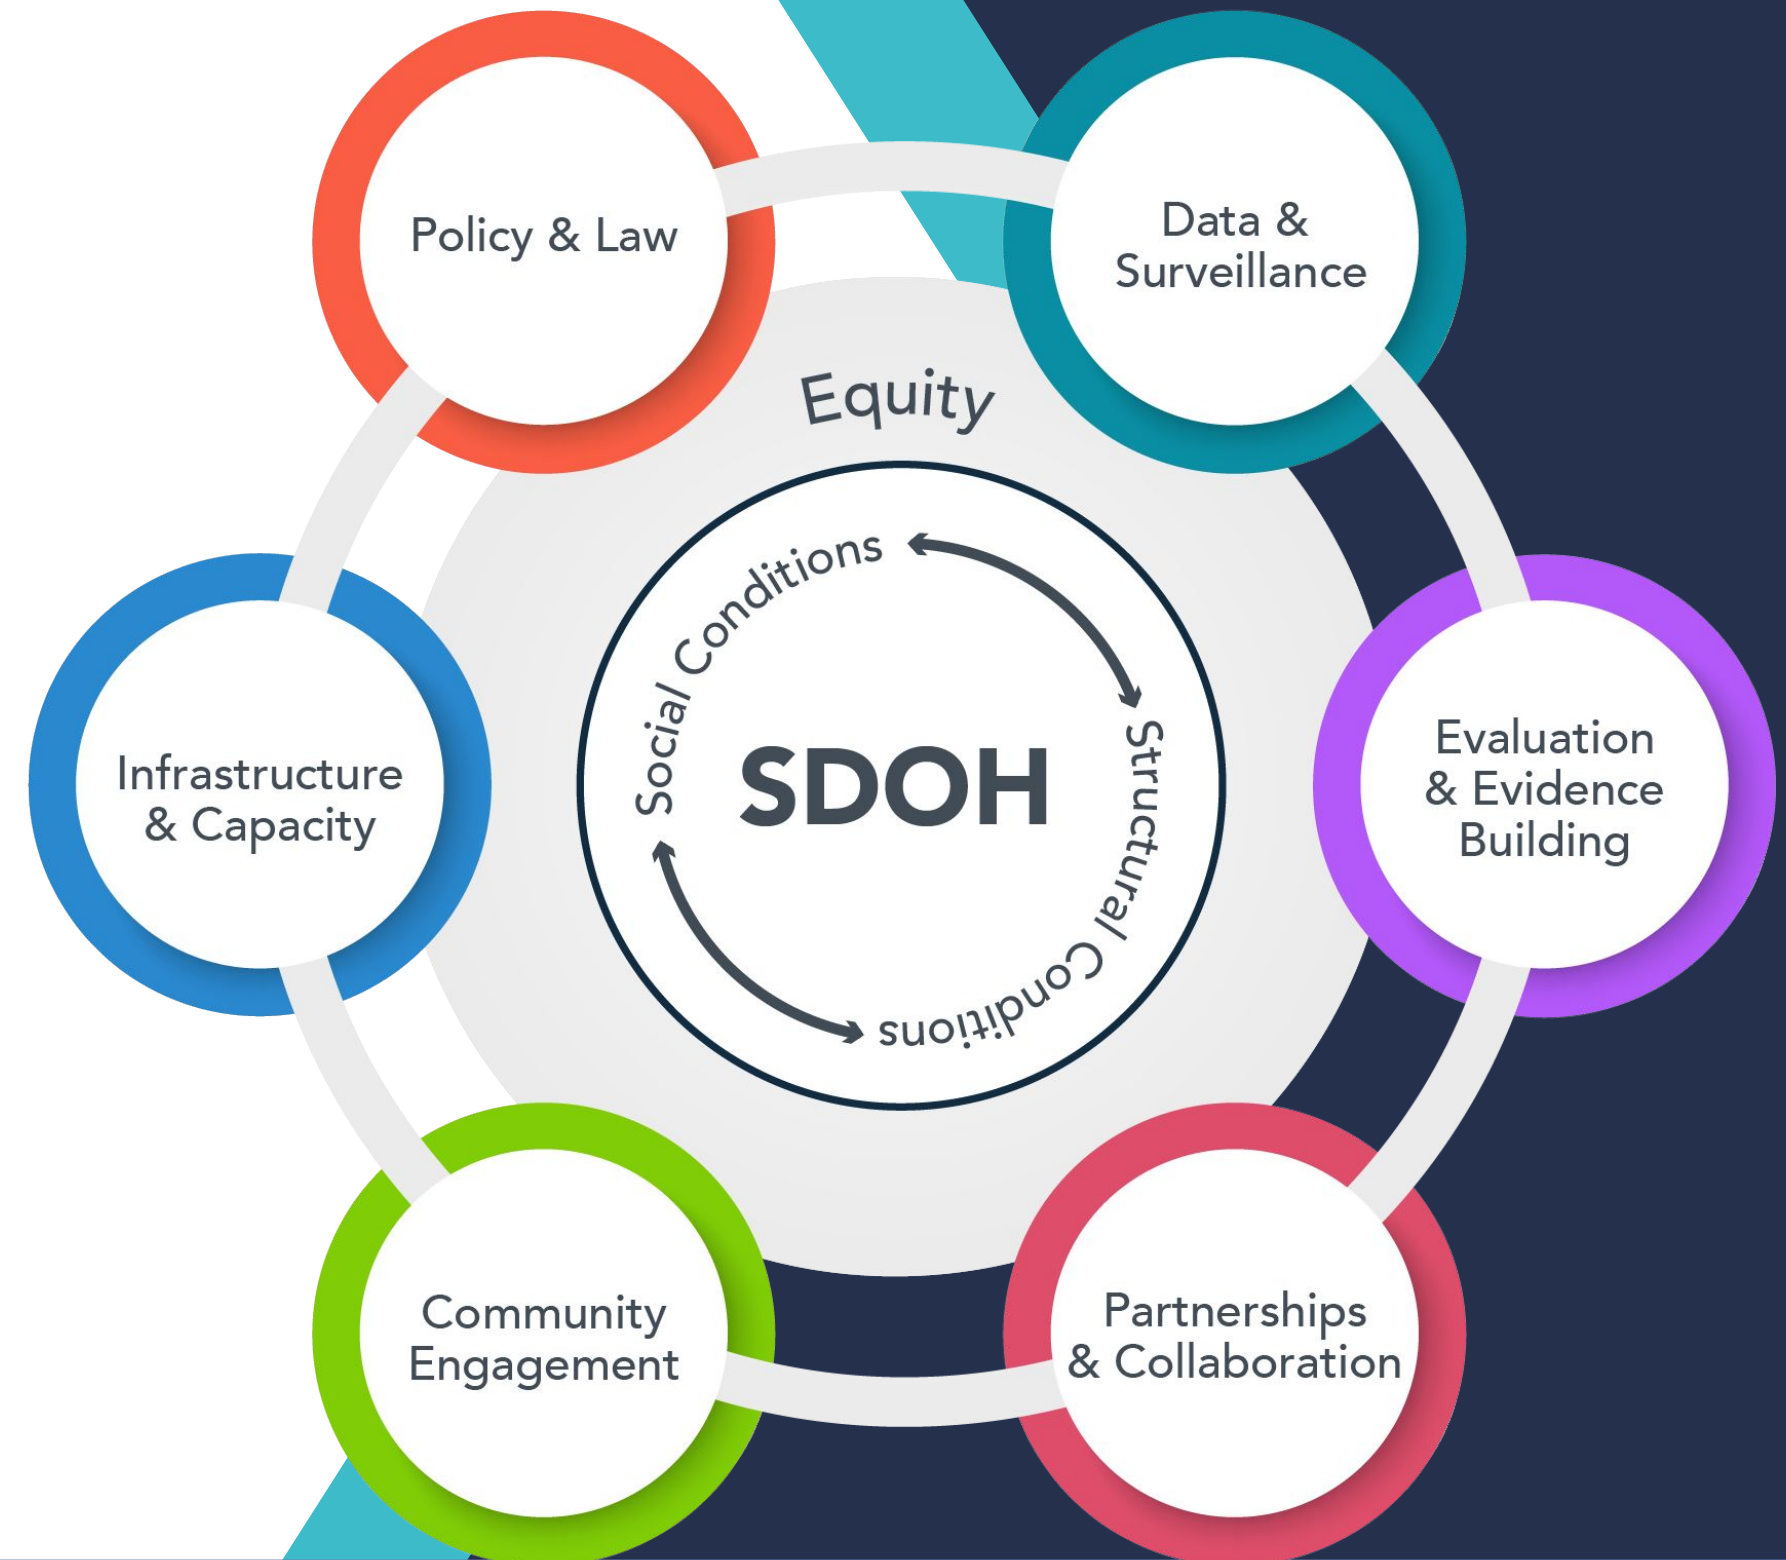 Policy & Law
Data &
Surveillance
Equity
Social Conditions
Structural Conditions
SDOH
Infrastructure
& Capacity
Evaluation
& Evidence
Building
Community
Engagement
Partnerships
& Collaboration